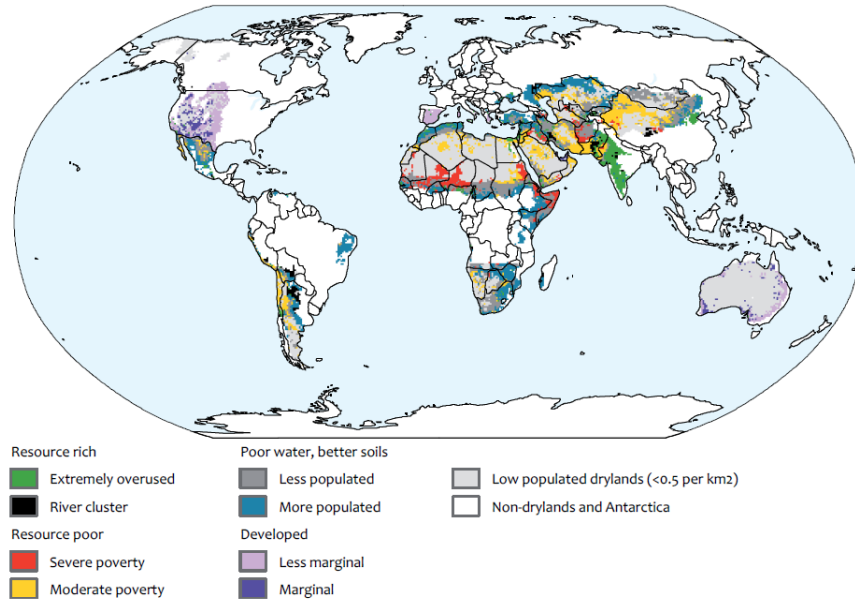 Resource rich
Extremely overused
River cluster
Resource poor
Severe poverty
Moderate poverty
Poor water, better soils
Less populated
More populated
Developed
Less marginal
Marginal
Low populated drylands (<0.5 per km2)
Non-drylands and Antarctica